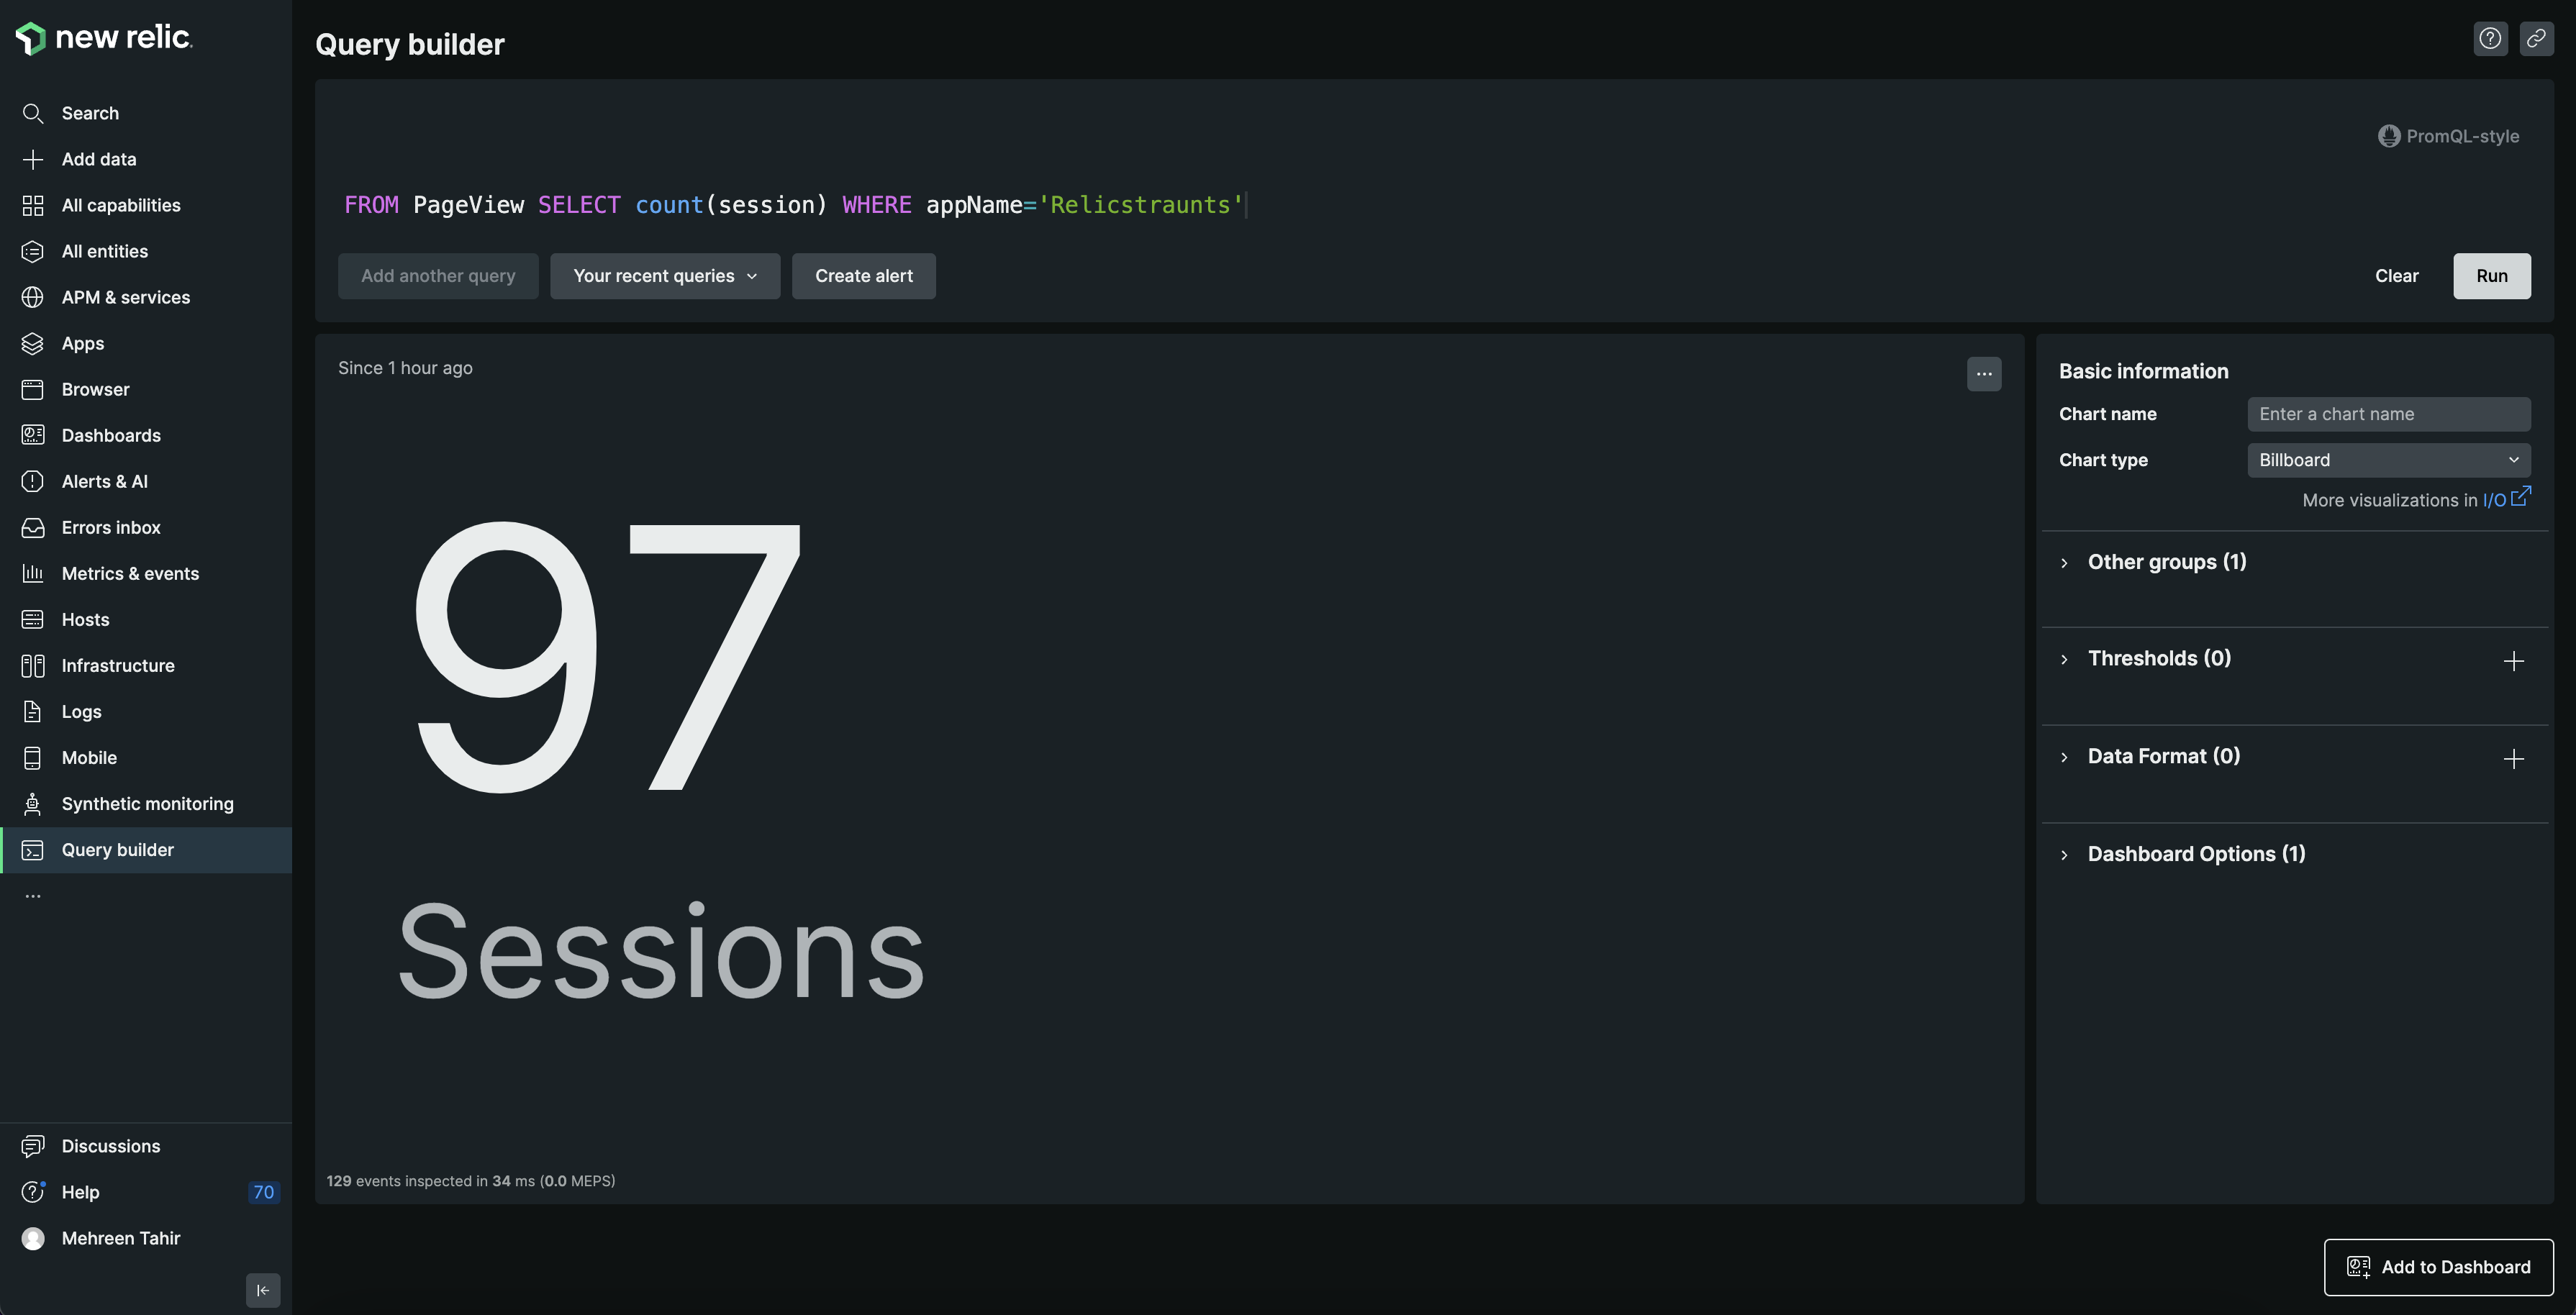 new relic.
Search
Add data
All capabilities
All entities
APM & services
Apps
Browser
Dashboards
Alerts & AI
Errors inbox
Metrics & events
Hosts
Infrastructure
Logs
Mobile
Synthetic monitoring
Query builder
...
Discussions
Help 70
Mehreen Tahir
Query builder
PromQL-style
FROM PageView SELECT count(session) WHERE appName='Relicstraunts'
Add another query Your recent queries Create alert Clear Run
Since 1 hour ago
...
97
Sessions
129 events inspected in 34 ms (0.0 MEPS)
Basic information
Chart name Enter a chart name
Chart type Billboard
More visualizations in I/O
Other groups (1)
Thresholds (0)
Data Format (0)
Dashboard Options (1)
Add to Dashboard